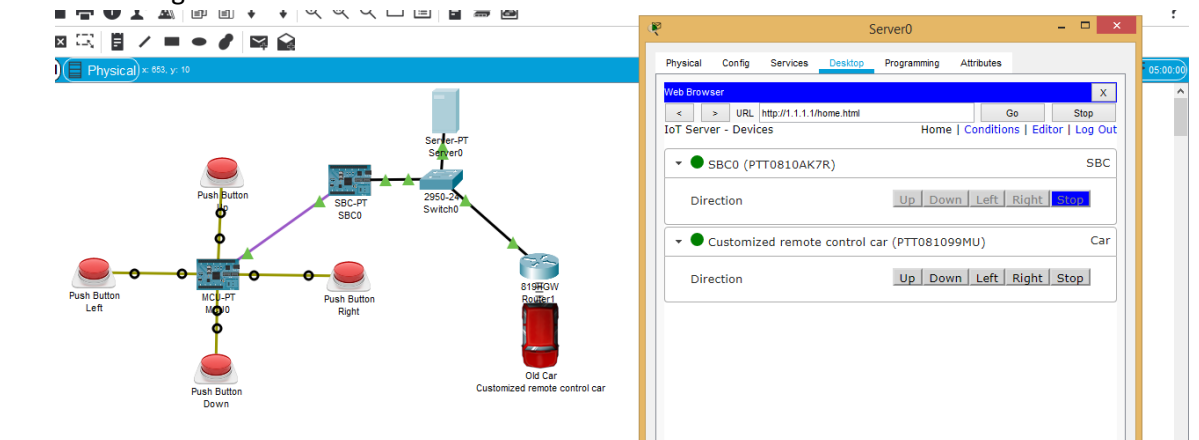 Server0
Physical
x: 653, y: 10
05:00:00
Physical Config Services Desktop Programming Attributes
Web Browser
X
< > URL http://1.1.1.1/home.html Go Stop
IoT Server - Devices
Home | Conditions | Editor | Log Out
SBC0 (PTT0810AK7R)
SBC
Direction
Up Down Left Right Stop
Customized remote control car (PTT081099MU)
Car
Direction
Up Down Left Right Stop
Server-PT
Server0
Push Button
Up
SBC-PT
SBC0
2950-24
Switch0
Push Button
Left
MCU-PT
MCU0
Push Button
Right
819HGW
Router1
Push Button
Down
Old Car
Customized remote control car